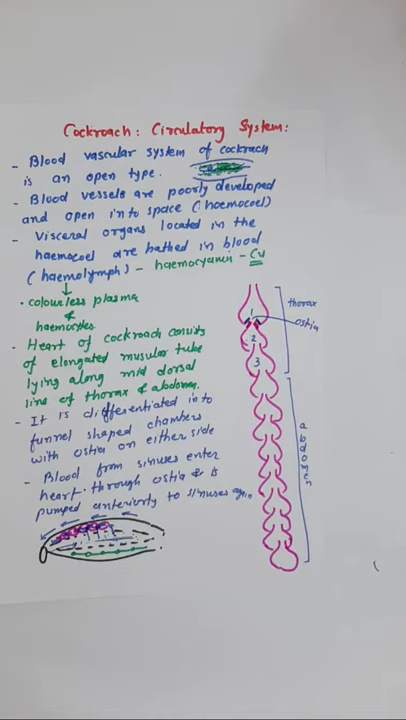 Cockroach: Circulatory System:
- Blood vascular system of cockrach
is an open type.
- Blood vessels are poorly developed
and open into space (haemocoel)
- Visceral organs located in the
haemocoel are bathed in blood
(haemolymph) - haemocyanin - Cu
• colourless plasma
&
haemocytes.
- Heart of cockroach consists
of elongated musular tube
lying along mid dorsal
line of thorax & abdomen.
- It is differentiated in to
funnel shaped chambers
with ostia on either side
- Blood from sinuses enter
heart through ostia & is
pumped anteriorly to sinuses again
thorax
ostia
1
2
3
abdomen